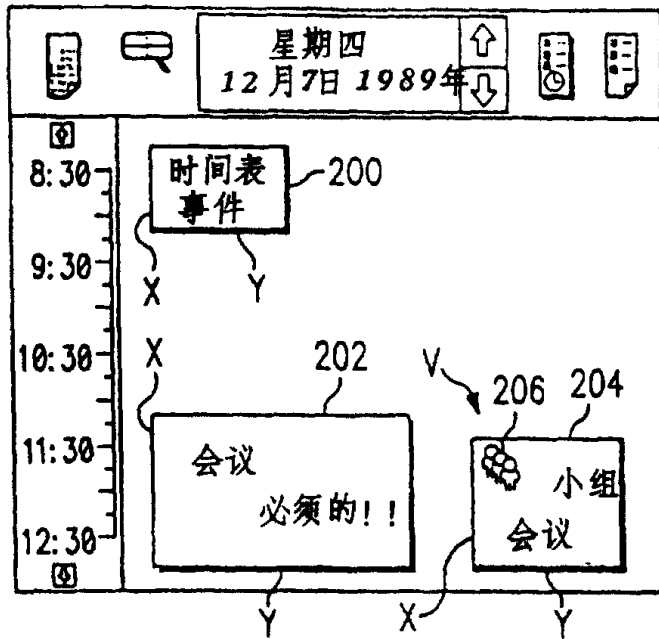 星期四
12月7日 1989年
8:30
时间表
事件
200
9:30
X
Y
10:30
X
202
V
206
204
11:30
会议
必须的!!
小组
会议
12:30
Y
X
Y